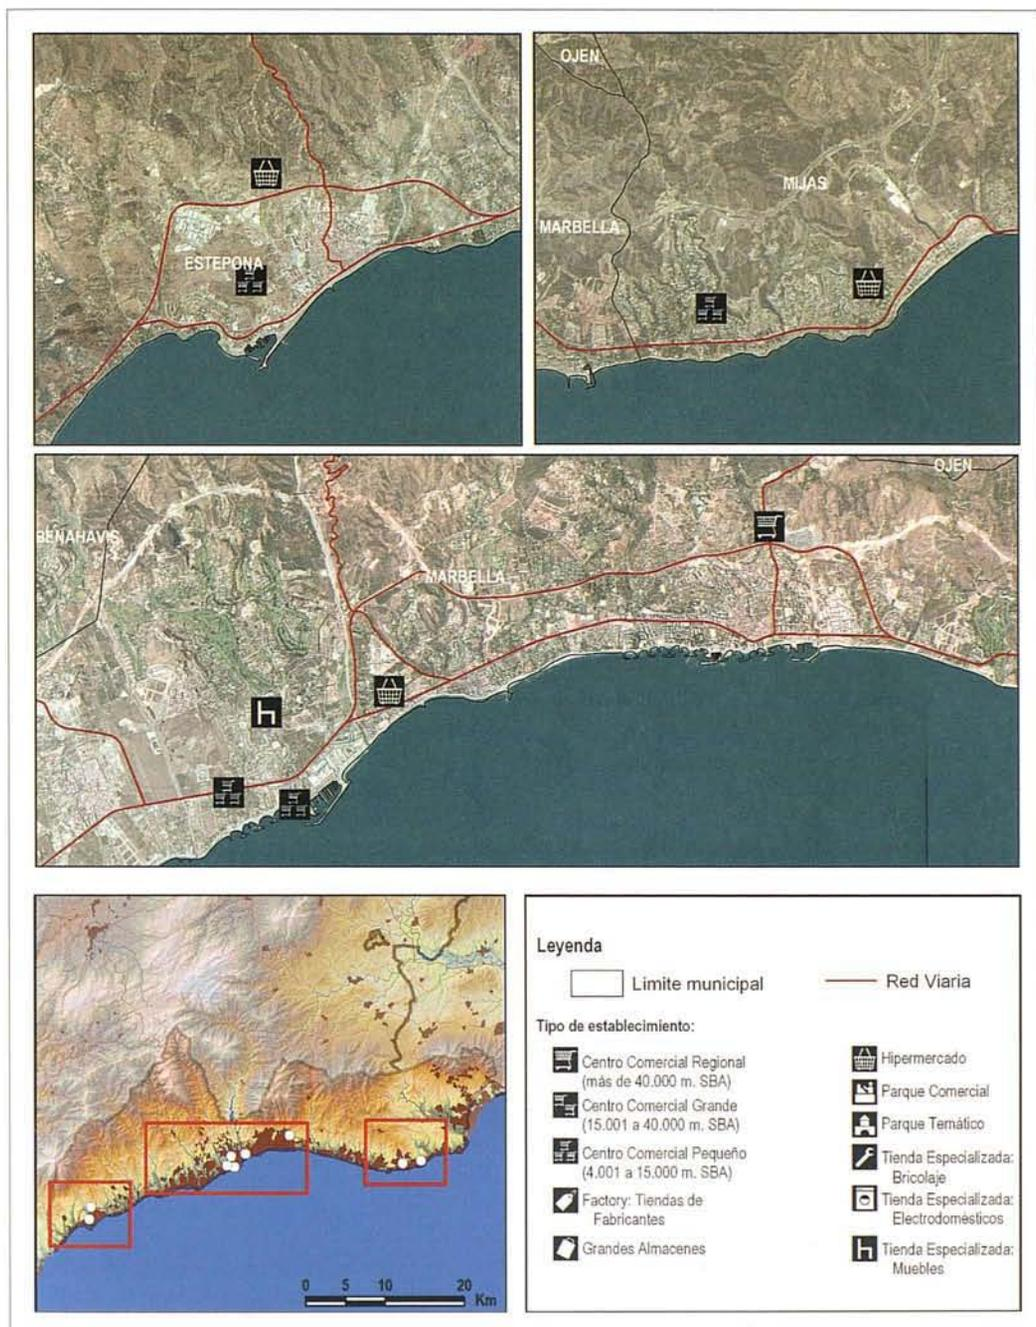 ESTEPONA
OJEN
MIJAS
MARBELLA
OJEN
BENAHAVIS
MARBELLA
0 5 10 20
Km
Leyenda
Limite municipal
Red Viaria
Tipo de establecimiento:
Centro Comercial Regional
(más de 40.000 m. SBA)
Centro Comercial Grande
(15.001 a 40.000 m. SBA)
Centro Comercial Pequeño
(4.001 a 15.000 m. SBA)
Factory: Tiendas de
Fabricantes
Grandes Almacenes
Hipermercado
Parque Comercial
Parque Temático
Tienda Especializada:
Bricolaje
Tienda Especializada:
Electrodomésticos
Tienda Especializada:
Muebles